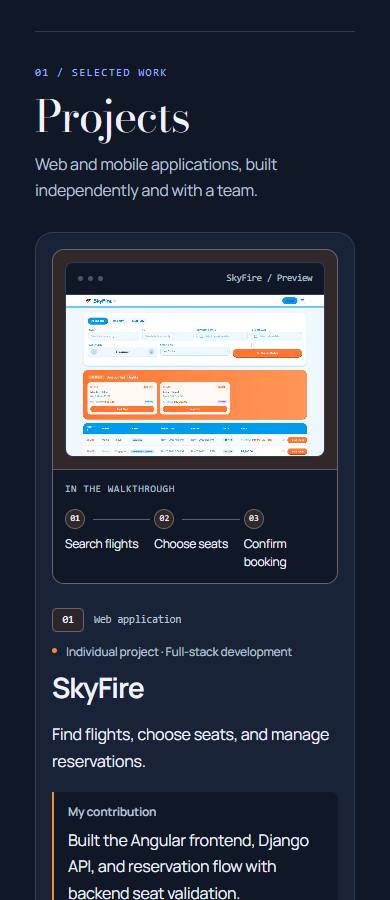 01 / SELECTED WORK
Projects
Web and mobile applications, built
independently and with a team.
SkyFire / Preview
SkyFire
IN THE WALKTHROUGH
01 02 03
Search flights Choose seats Confirm
booking
01 Web application
Individual project · Full-stack development
SkyFire
Find flights, choose seats, and manage
reservations.
My contribution
Built the Angular frontend, Django
API, and reservation flow with
backend seat validation.